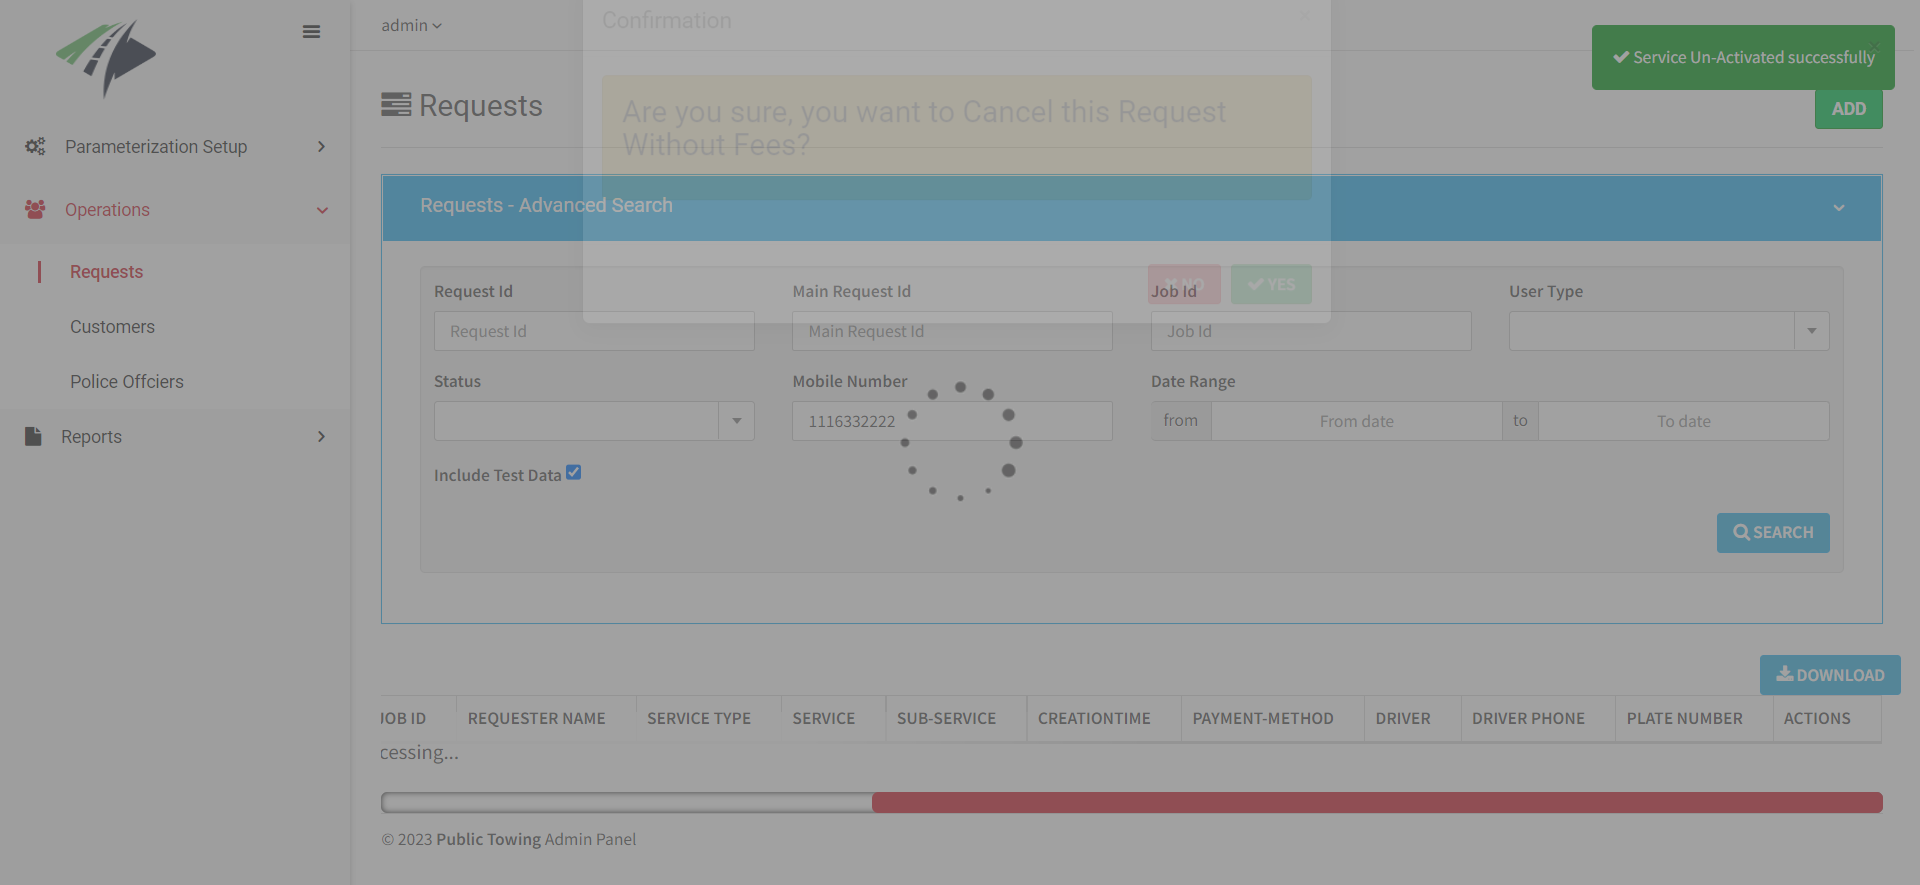 admin
Confirmation
Service Un-Activated successfully
Requests
ADD
Are you sure, you want to Cancel this Request
Without Fees?
Parameterization Setup
Operations
Requests
Customers
Police Offciers
Reports
Requests - Advanced Search
NO
YES
Request Id
Main Request Id
Job Id
User Type
Request Id
Main Request Id
Job Id
Status
Mobile Number
Date Range
1116332222
from
From date
to
To date
Include Test Data
SEARCH
DOWNLOAD
JOB ID
REQUESTER NAME
SERVICE TYPE
SERVICE
SUB-SERVICE
CREATIONTIME
PAYMENT-METHOD
DRIVER
DRIVER PHONE
PLATE NUMBER
ACTIONS
cessing...
© 2023 Public Towing Admin Panel